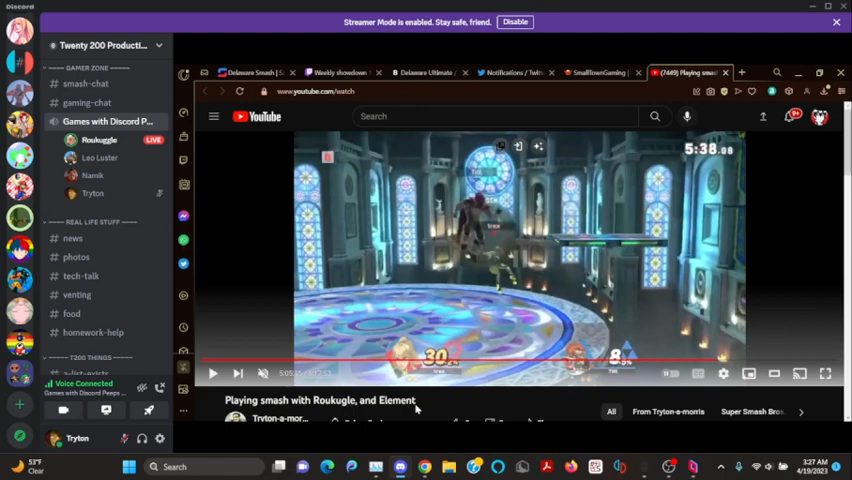 Discord
Streamer Mode is enabled. Stay safe, friend. Disable
Twenty 200 Producti...
GAMER ZONE
# smash-chat
# gaming-chat
Games with Discord P...
Roukuggle LIVE
Leo Luster
Namik
Tryton
REAL LIFE STUFF
# news
# photos
# tech-talk
# venting
# food
# homework-help
T200 THINGS
Voice Connected
Games with Discord Peeps
Tryton
Delaware Smash | S
Weekly showdown
Delaware Ultimate /
Notifications / Twitt
SmallTownGaming |
(7449) Playing smas
www.youtube.com/watch
YouTube
Search
9+
5:38.08
30
8
Playing smash with Roukugle, and Element
Tryton-a-mor...
All
From Tryton-a-morris
Super Smash Bros.
53°F
Clear
Search
3:27 AM
4/19/2023